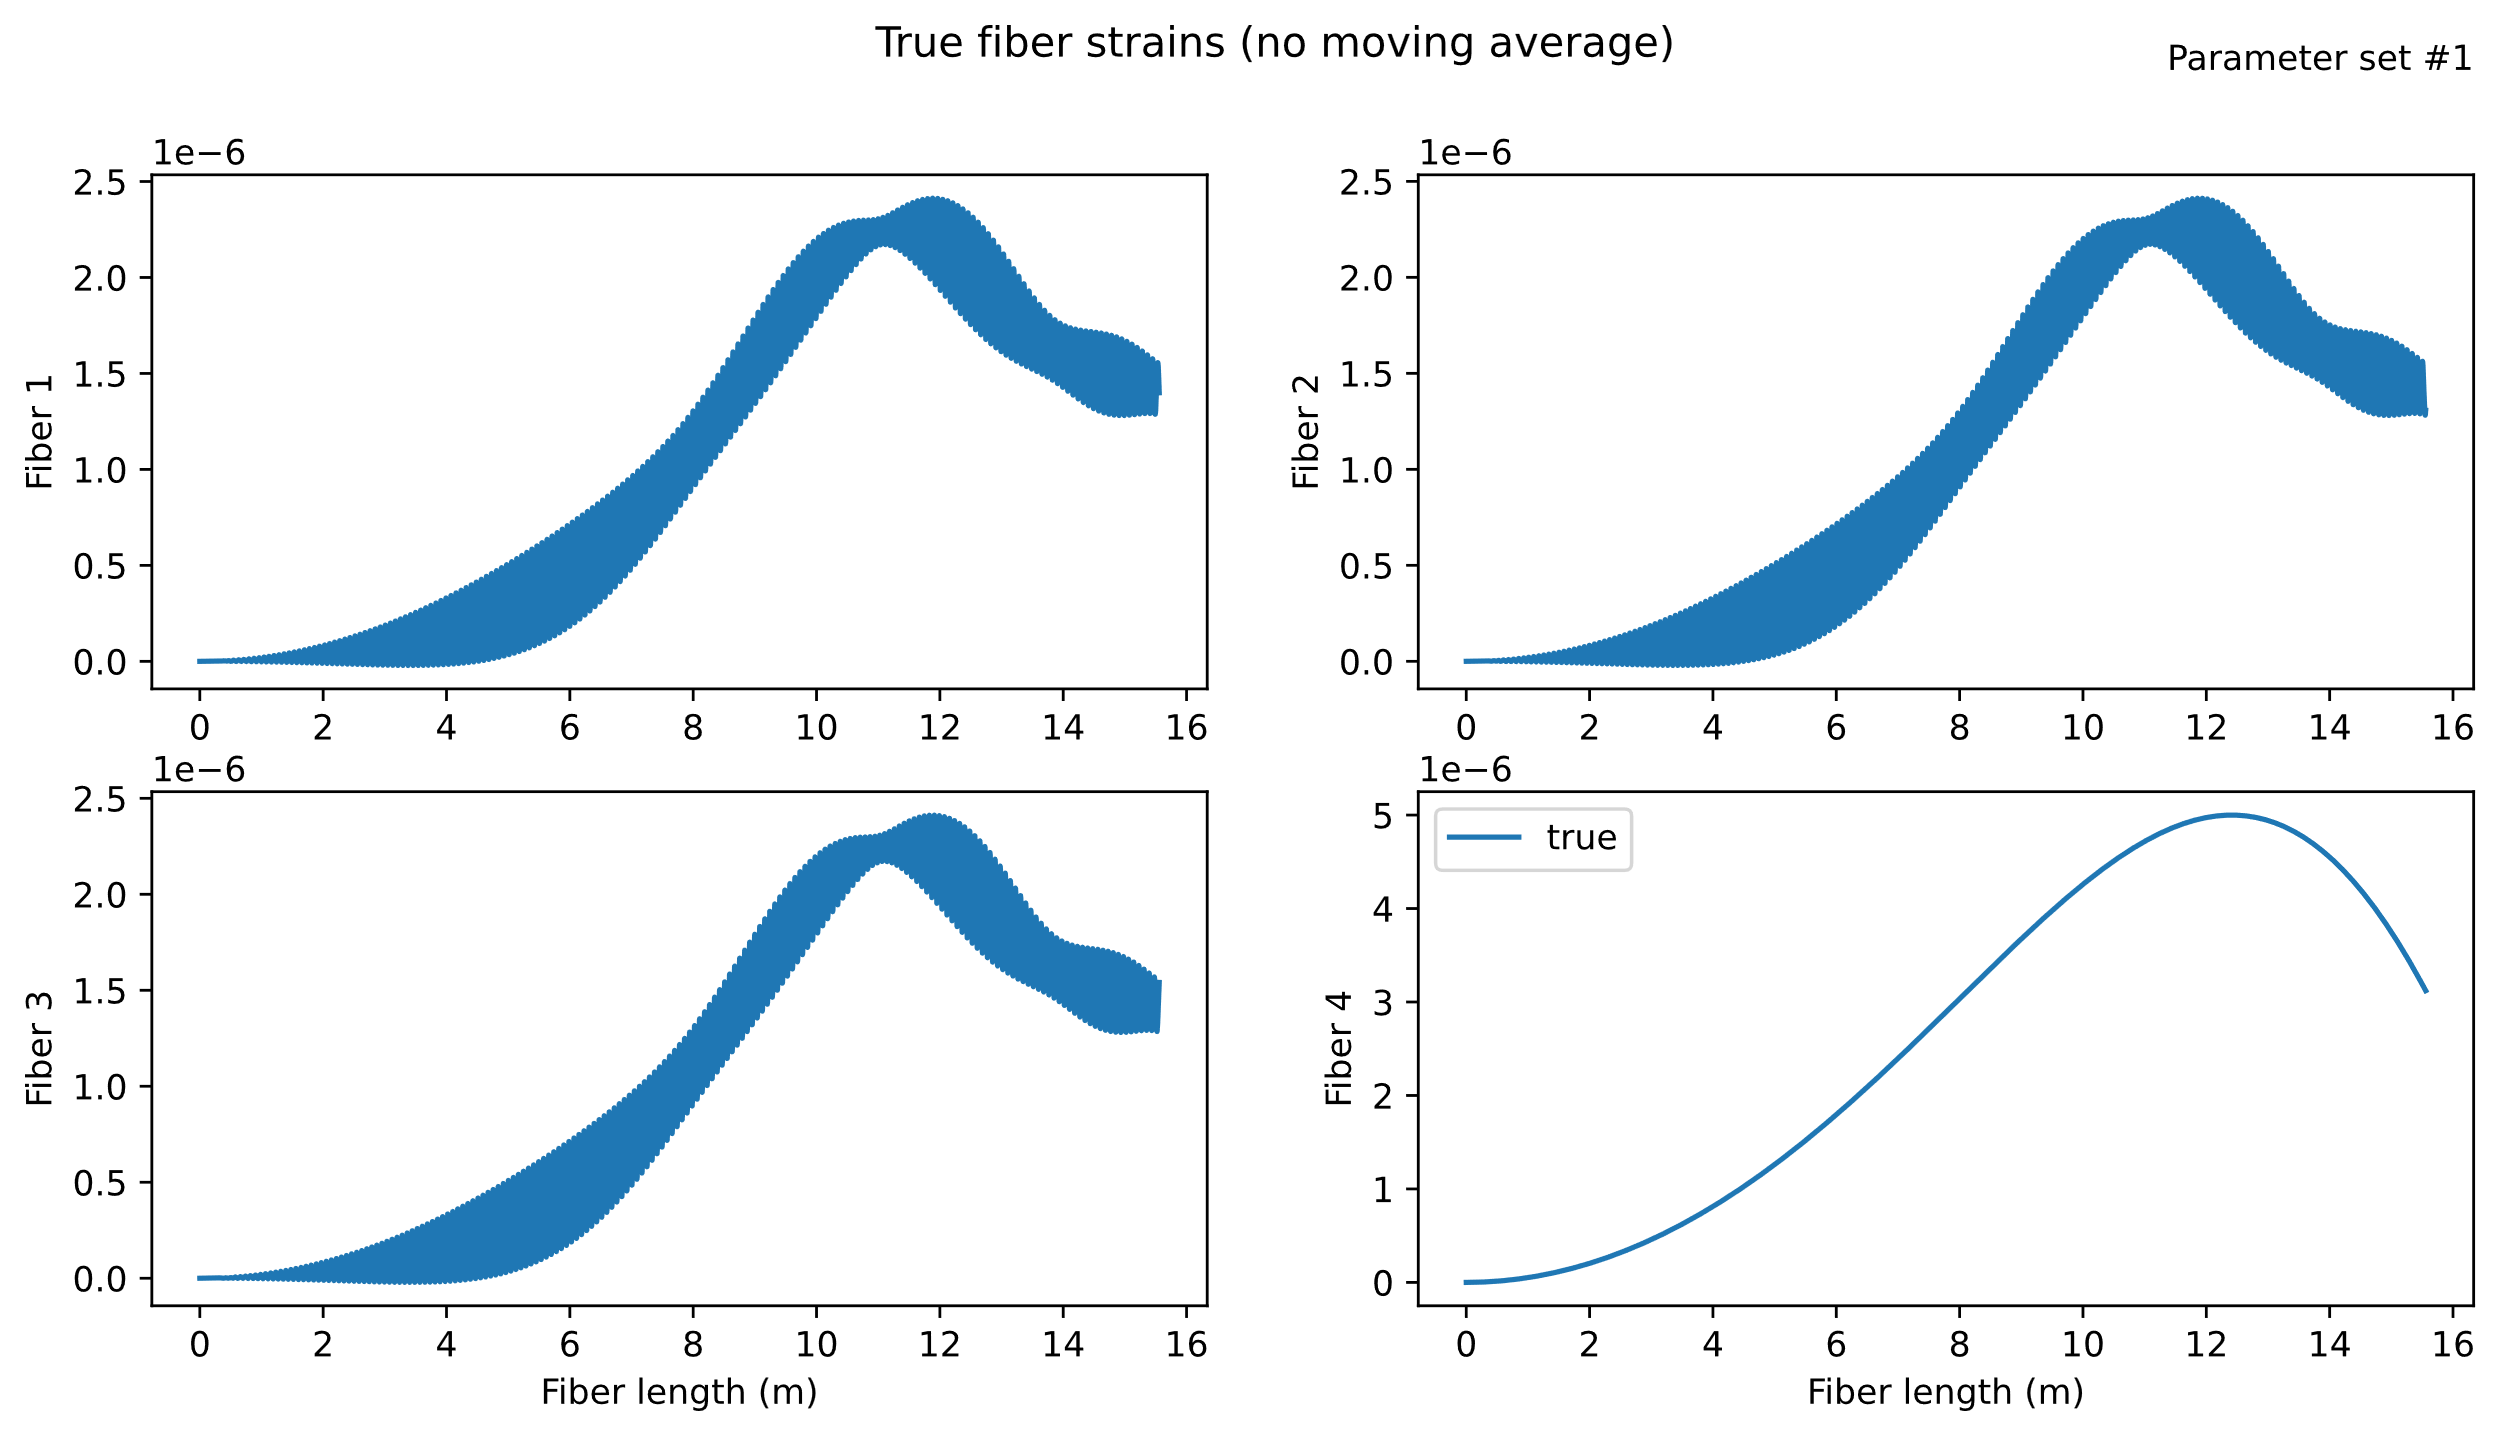 True fiber strains (no moving average)
Parameter set #1
1e−6
2.5
2.0
1.5
1.0
0.5
0.0
Fiber 1
0 2 4 6 8 10 12 14 16
1e−6
2.5
2.0
1.5
1.0
0.5
0.0
Fiber 2
0 2 4 6 8 10 12 14 16
1e−6
2.5
2.0
1.5
1.0
0.5
0.0
Fiber 3
0 2 4 6 8 10 12 14 16
Fiber length (m)
1e−6
5
4
3
2
1
0
Fiber 4
true
0 2 4 6 8 10 12 14 16
Fiber length (m)